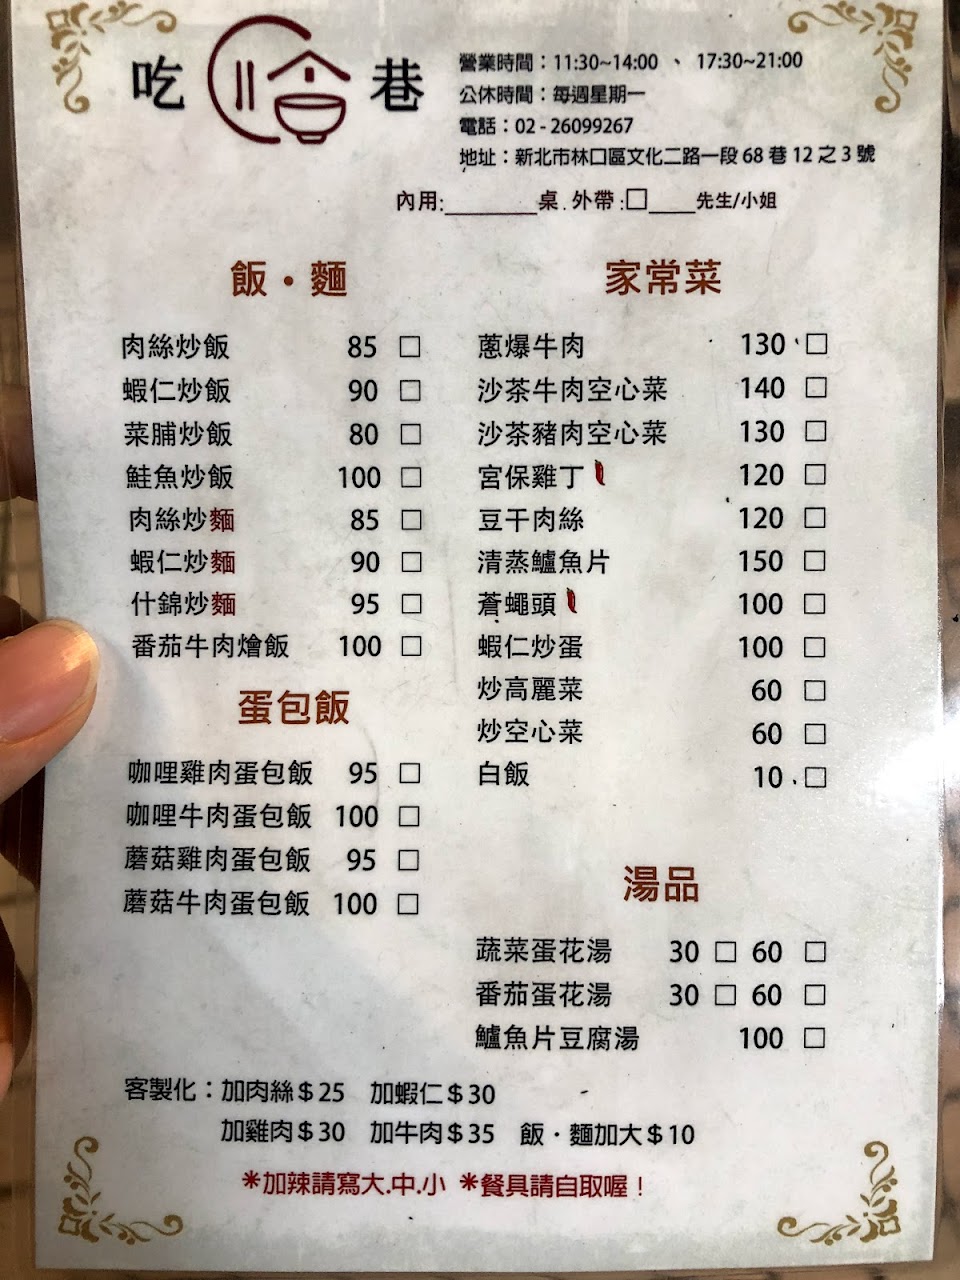 吃 巷
營業時間：11:30~14:00 、 17:30~21:00
公休時間：每週星期一
電話：02 - 26099267
地址：新北市林口區文化二路一段 68 巷 12 之 3 號
內用:________桌 . 外帶 :□____先生/小姐
飯・麵
肉絲炒飯 85 □
蝦仁炒飯 90 □
菜脯炒飯 80 □
鮭魚炒飯 100 □
肉絲炒麵 85 □
蝦仁炒麵 90 □
什錦炒麵 95 □
番茄牛肉燴飯 100 □
蛋包飯
咖哩雞肉蛋包飯 95 □
咖哩牛肉蛋包飯 100 □
蘑菇雞肉蛋包飯 95 □
蘑菇牛肉蛋包飯 100 □
家常菜
蔥爆牛肉 130 □
沙茶牛肉空心菜 140 □
沙茶豬肉空心菜 130 □
宮保雞丁 120 □
豆干肉絲 120 □
清蒸鱸魚片 150 □
蒼蠅頭 100 □
蝦仁炒蛋 100 □
炒高麗菜 60 □
炒空心菜 60 □
白飯 10 □
湯品
蔬菜蛋花湯 30 □ 60 □
番茄蛋花湯 30 □ 60 □
鱸魚片豆腐湯 100 □
客製化：加肉絲＄25 加蝦仁＄30
加雞肉＄30 加牛肉＄35 飯・麵加大＄10
*加辣請寫大.中.小 *餐具請自取喔！